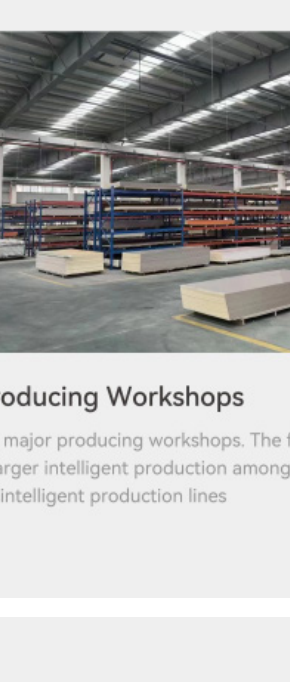 oducing Workshops
major producing workshops. The f
arger intelligent production among
intelligent production lines